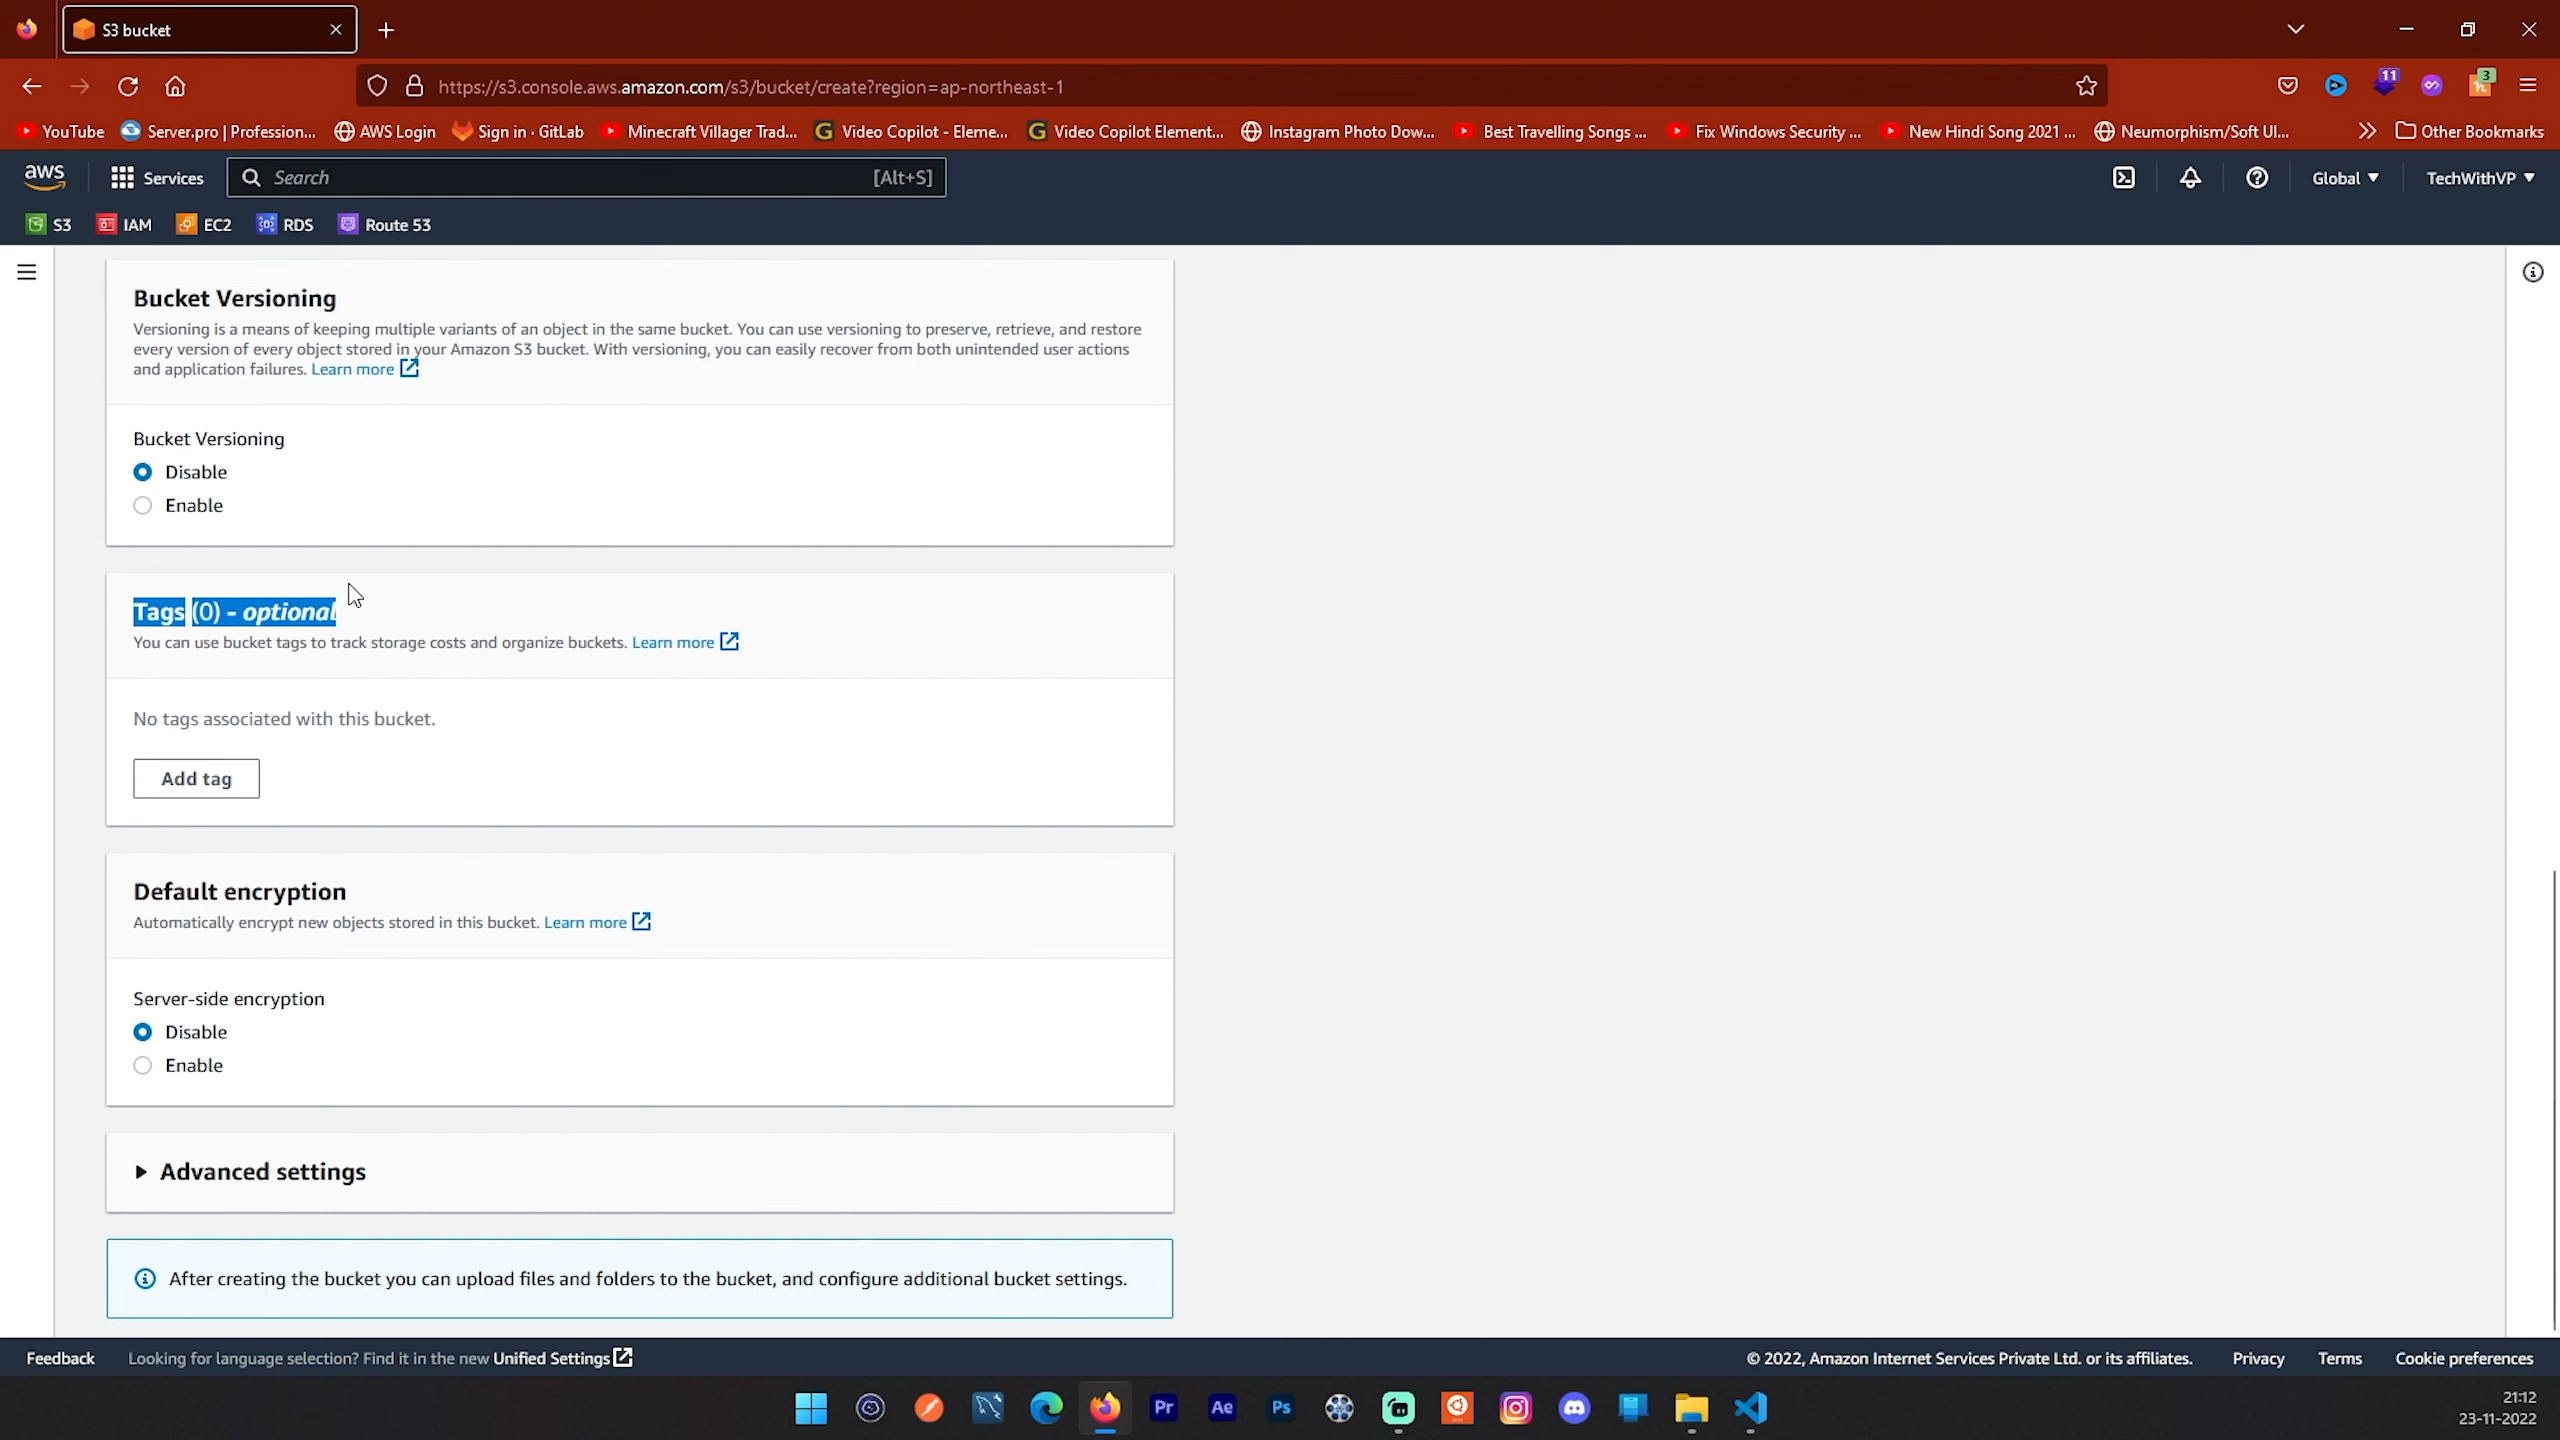 S3 bucket
https://s3.console.aws.amazon.com/s3/bucket/create?region=ap-northeast-1
11
3
YouTube
Server.pro | Profession...
AWS Login
Sign in · GitLab
Minecraft Villager Trad...
Video Copilot - Eleme...
Video Copilot Element...
Instagram Photo Dow...
Best Travelling Songs ...
Fix Windows Security ...
New Hindi Song 2021 ...
Neumorphism/Soft UI...
Other Bookmarks
aws
Services
Search
[Alt+S]
Global
TechWithVP
S3
IAM
EC2
RDS
Route 53
Bucket Versioning
Versioning is a means of keeping multiple variants of an object in the same bucket. You can use versioning to preserve, retrieve, and restore
every version of every object stored in your Amazon S3 bucket. With versioning, you can easily recover from both unintended user actions
and application failures. Learn more
Bucket Versioning
Disable
Enable
Tags (0) - optional
You can use bucket tags to track storage costs and organize buckets. Learn more
No tags associated with this bucket.
Add tag
Default encryption
Automatically encrypt new objects stored in this bucket. Learn more
Server-side encryption
Disable
Enable
Advanced settings
After creating the bucket you can upload files and folders to the bucket, and configure additional bucket settings.
Feedback
Looking for language selection? Find it in the new Unified Settings
© 2022, Amazon Internet Services Private Ltd. or its affiliates.
Privacy
Terms
Cookie preferences
Pr
Ae
Ps
21:12
23-11-2022